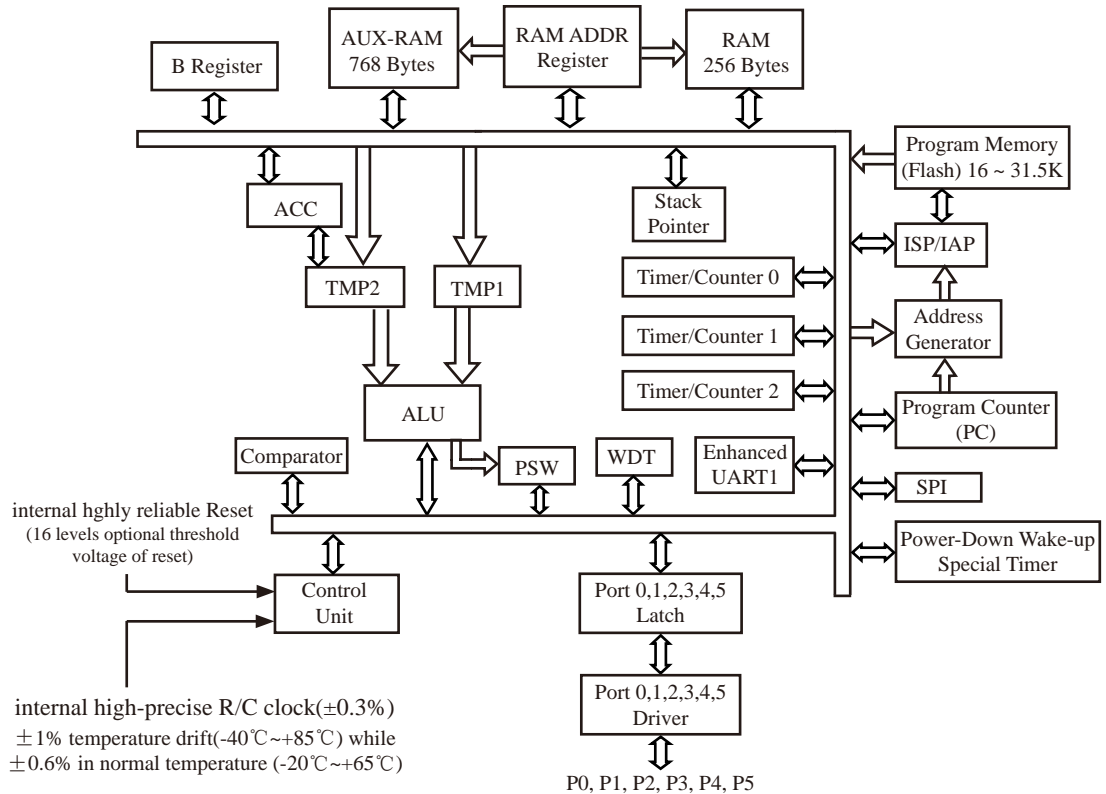 AUX-RAM
768 Bytes
RAM ADDR
Register
RAM
256 Bytes
B Register
Program Memory
(Flash) 16 ~ 31.5K
ACC
Stack
Pointer
ISP/IAP
TMP2
TMP1
Timer/Counter 0
Address
Generator
Timer/Counter 1
Timer/Counter 2
ALU
Program Counter
(PC)
Comparator
PSW
WDT
Enhanced
UART1
SPI
internal hghly reliable Reset
(16 levels optional threshold
voltage of reset)
Power-Down Wake-up
Special Timer
Control
Unit
Port 0,1,2,3,4,5
Latch
Port 0,1,2,3,4,5
Driver
internal high-precise R/C clock(±0.3%)
±1% temperature drift(-40℃~+85℃) while
±0.6% in normal temperature (-20℃~+65℃)
P0, P1, P2, P3, P4, P5